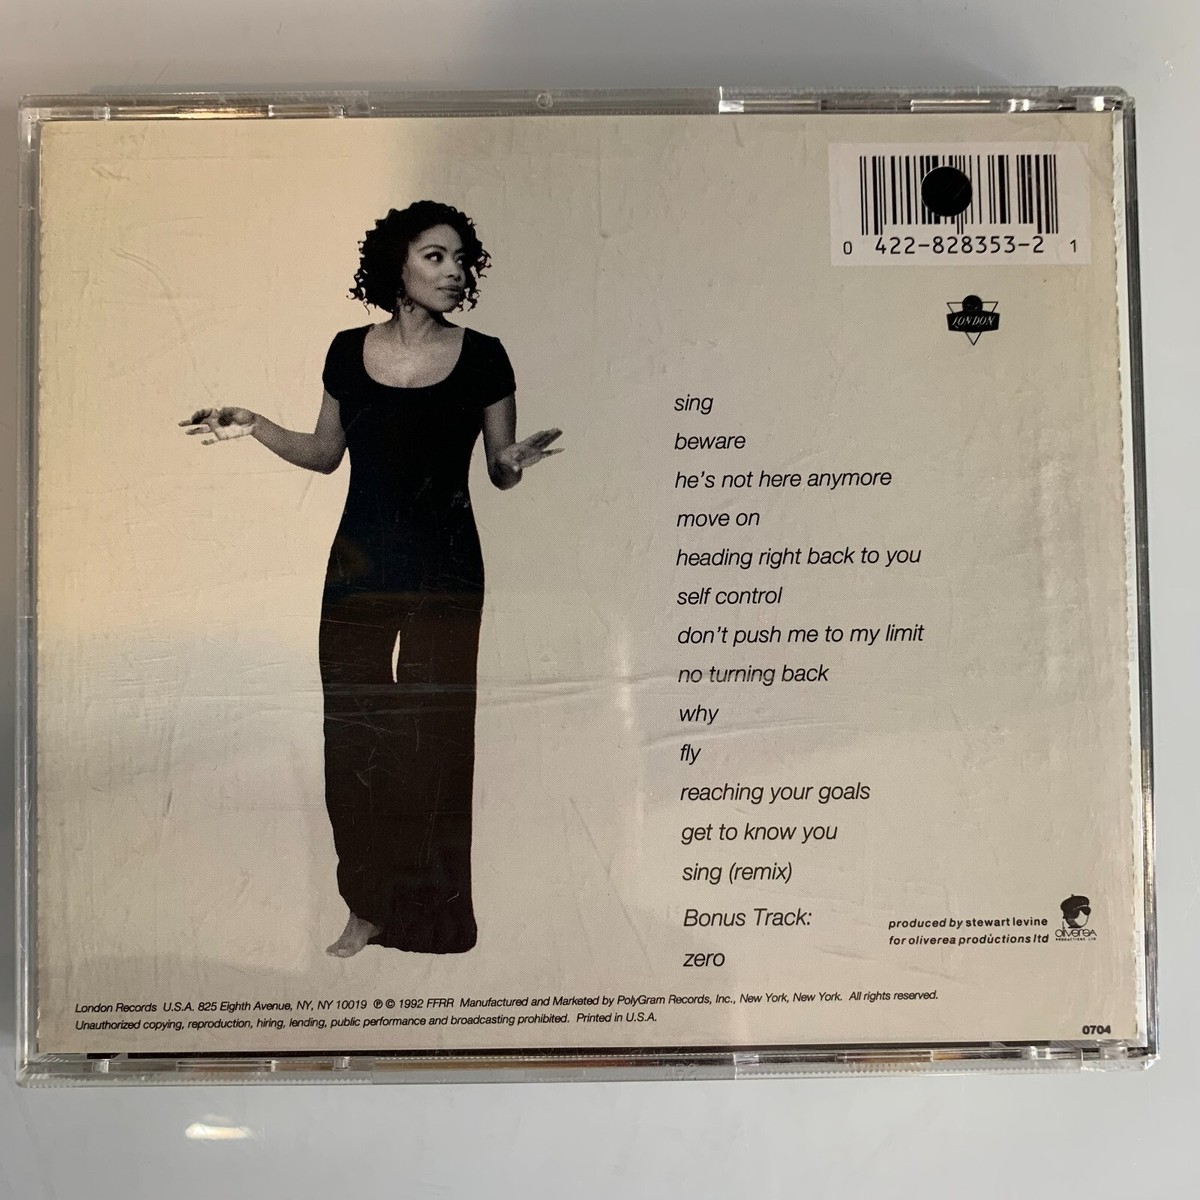 0 422-828353-2 1
LONDON
sing
beware
he's not here anymore
move on
heading right back to you
self control
don't push me to my limit
no turning back
why
fly
reaching your goals
get to know you
sing (remix)
Bonus Track:
zero
produced by stewart levine
for oliverea productions ltd
OLIVEREA
PRODUCTIONS LTD
London Records U.S.A. 825 Eighth Avenue, NY, NY 10019 ℗ © 1992 FFRR Manufactured and Marketed by PolyGram Records, Inc., New York, New York. All rights reserved.
Unauthorized copying, reproduction, hiring, lending, public performance and broadcasting prohibited. Printed in U.S.A.
0704